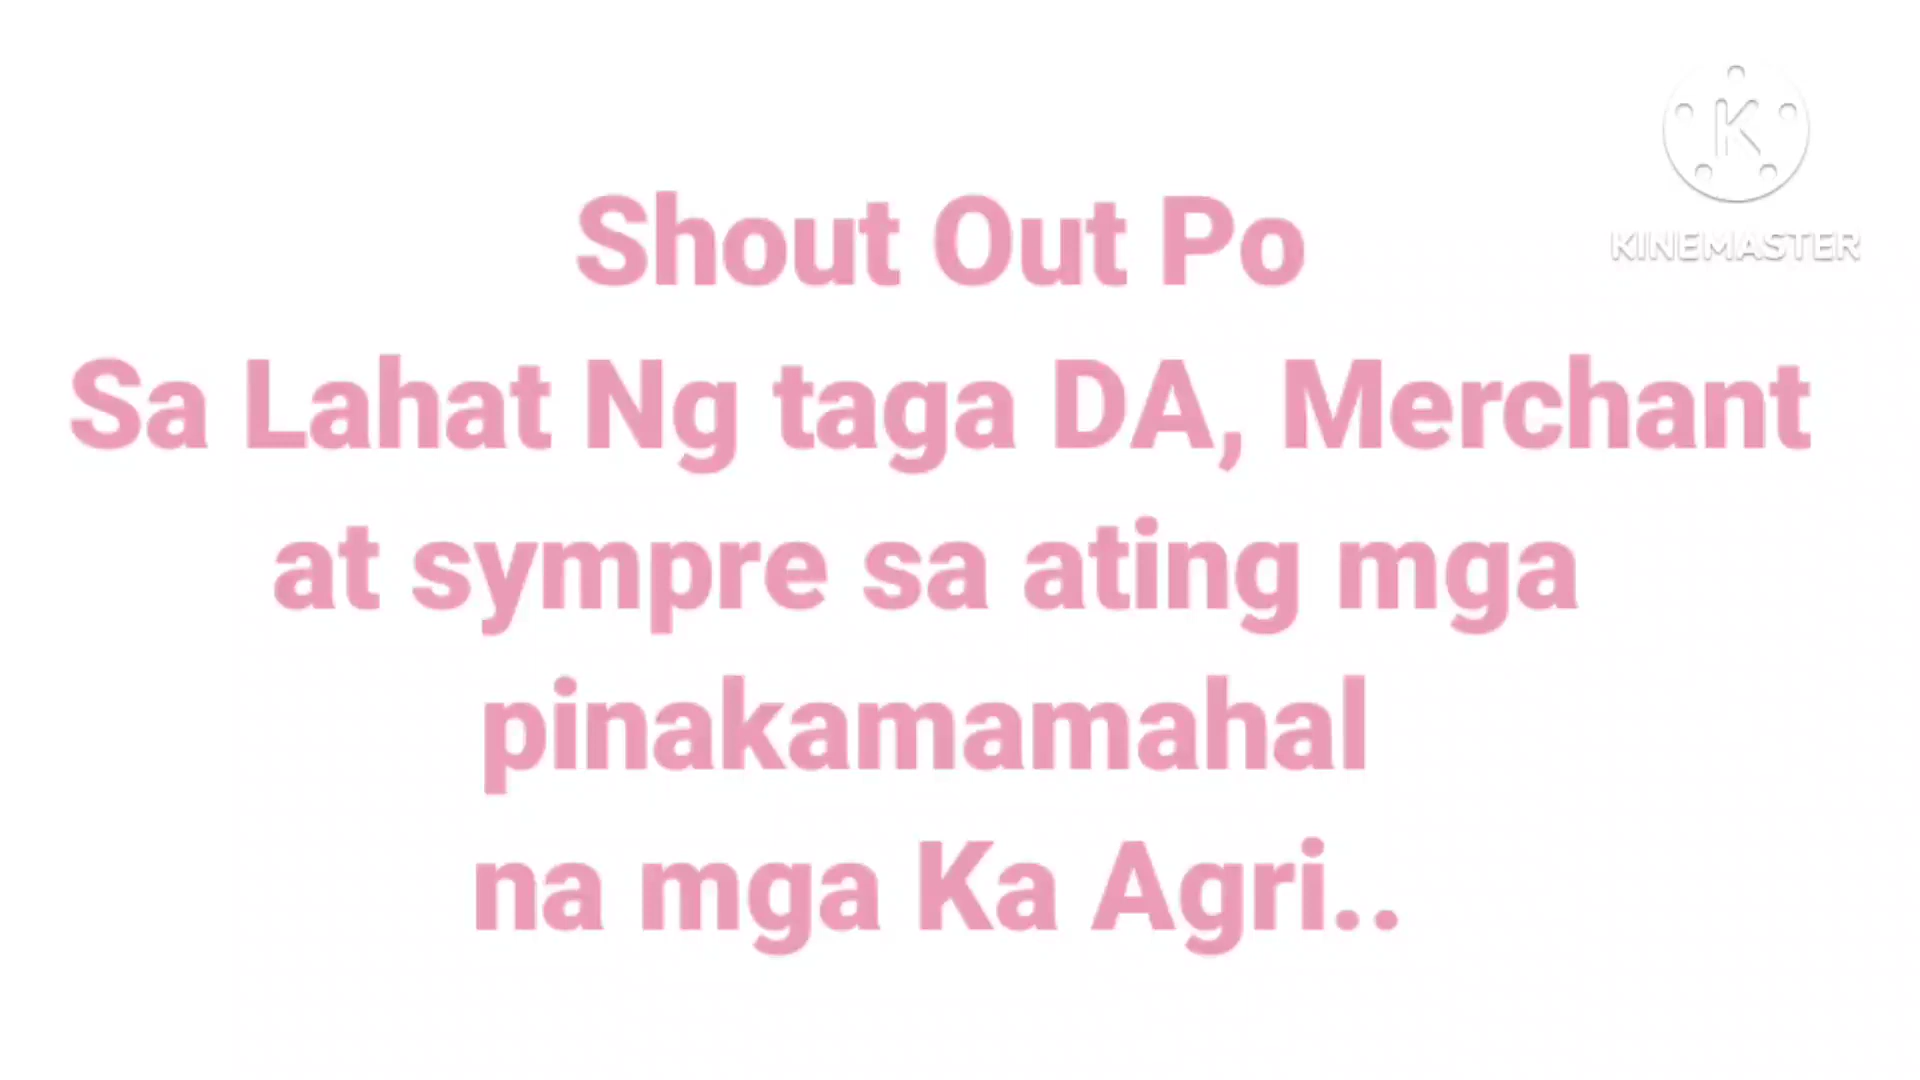 K
KINEMASTER
Shout Out Po
Sa Lahat Ng taga DA, Merchant
at sympre sa ating mga
pinakamamahal
na mga Ka Agri..